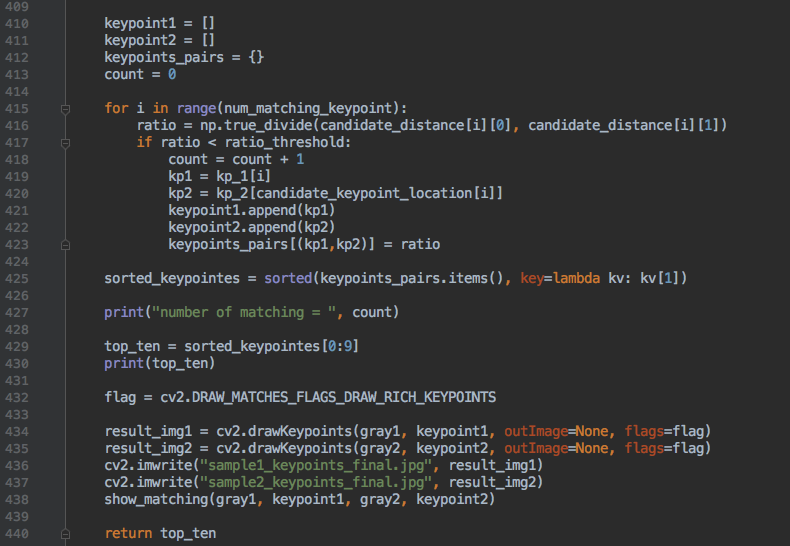 409
410 keypoint1 = []
411 keypoint2 = []
412 keypoints_pairs = {}
413 count = 0
414
415 for i in range(num_matching_keypoint):
416 ratio = np.true_divide(candidate_distance[i][0], candidate_distance[i][1])
417 if ratio < ratio_threshold:
418 count = count + 1
419 kp1 = kp_1[i]
420 kp2 = kp_2[candidate_keypoint_location[i]]
421 keypoint1.append(kp1)
422 keypoint2.append(kp2)
423 keypoints_pairs[(kp1,kp2)] = ratio
424
425 sorted_keypointes = sorted(keypoints_pairs.items(), key=lambda kv: kv[1])
426
427 print("number of matching = ", count)
428
429 top_ten = sorted_keypointes[0:9]
430 print(top_ten)
431
432 flag = cv2.DRAW_MATCHES_FLAGS_DRAW_RICH_KEYPOINTS
433
434 result_img1 = cv2.drawKeypoints(gray1, keypoint1, outImage=None, flags=flag)
435 result_img2 = cv2.drawKeypoints(gray2, keypoint2, outImage=None, flags=flag)
436 cv2.imwrite("sample1_keypoints_final.jpg", result_img1)
437 cv2.imwrite("sample2_keypoints_final.jpg", result_img2)
438 show_matching(gray1, keypoint1, gray2, keypoint2)
439
440 return top_ten